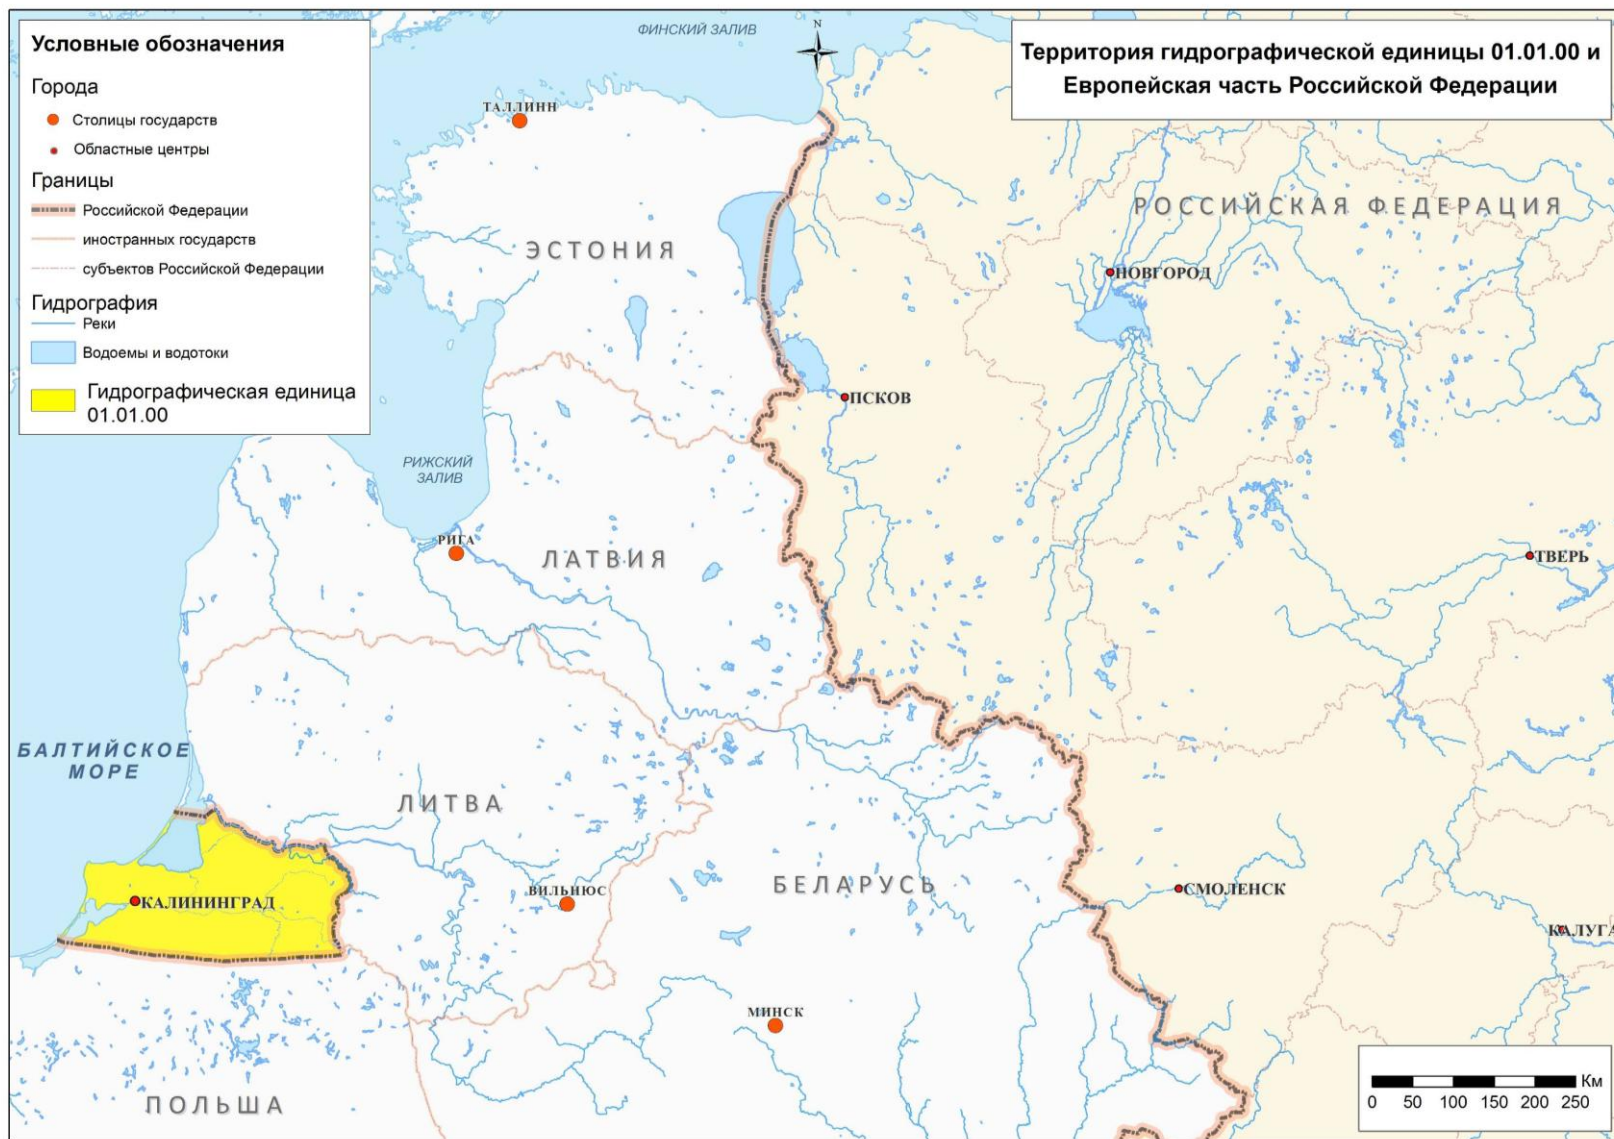 Условные обозначения
Города
Столицы государств
Областные центры
Границы
Российской Федерации
иностранных государств
субъектов Российской Федерации
Гидрография
Реки
Водоемы и водотоки
Гидрографическая единица
01.01.00
Территория гидрографической единицы 01.01.00 и
Европейская часть Российской Федерации
N
ФИНСКИЙ ЗАЛИВ
ТАЛЛИНН
ЭСТОНИЯ
РОССИЙСКАЯ ФЕДЕРАЦИЯ
НОВГОРОД
ПСКОВ
РИЖСКИЙ
ЗАЛИВ
РИГА
ЛАТВИЯ
ТВЕРЬ
БАЛТИЙСКОЕ
МОРЕ
ЛИТВА
ВИЛЬНЮС
БЕЛАРУСЬ
СМОЛЕНСК
КАЛИНИНГРАД
КАЛУГА
МИНСК
ПОЛЬША
Км
0 50 100 150 200 250